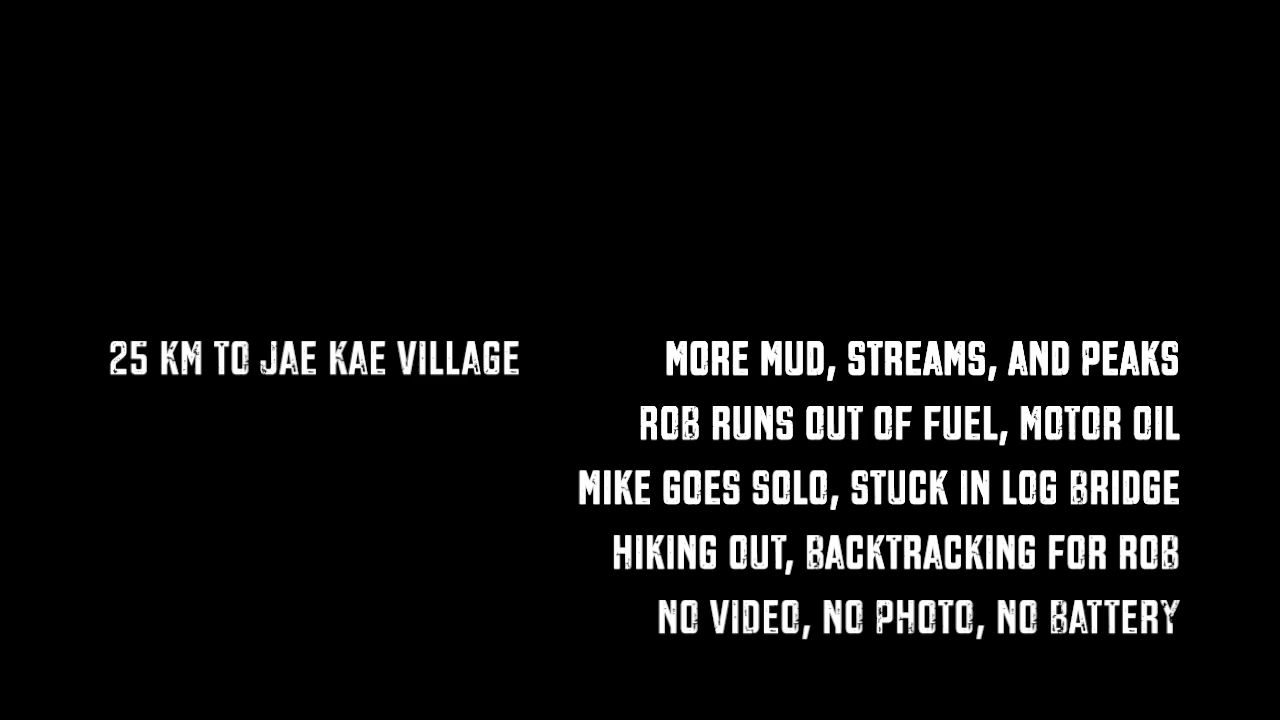 25 KM TO JAE KAE VILLAGE
MORE MUD, STREAMS, AND PEAKS
ROB RUNS OUT OF FUEL, MOTOR OIL
MIKE GOES SOLO, STUCK IN LOG BRIDGE
HIKING OUT, BACKTRACKING FOR ROB
NO VIDEO, NO PHOTO, NO BATTERY